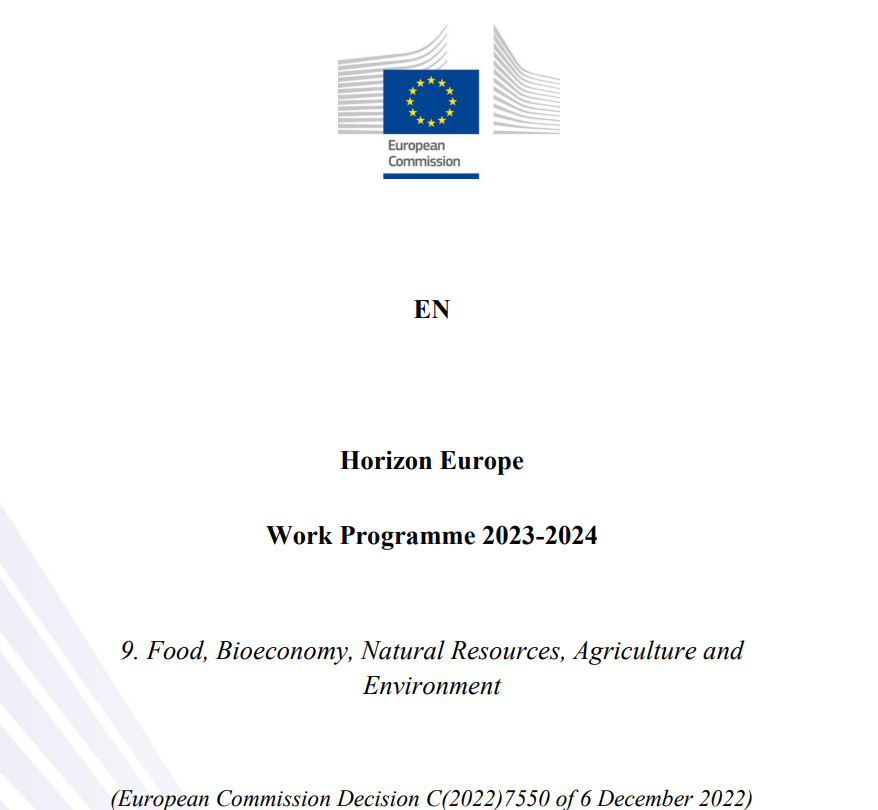 European
Commission
EN
Horizon Europe
Work Programme 2023-2024
9. Food, Bioeconomy, Natural Resources, Agriculture and
Environment
(European Commission Decision C(2022)7550 of 6 December 2022)